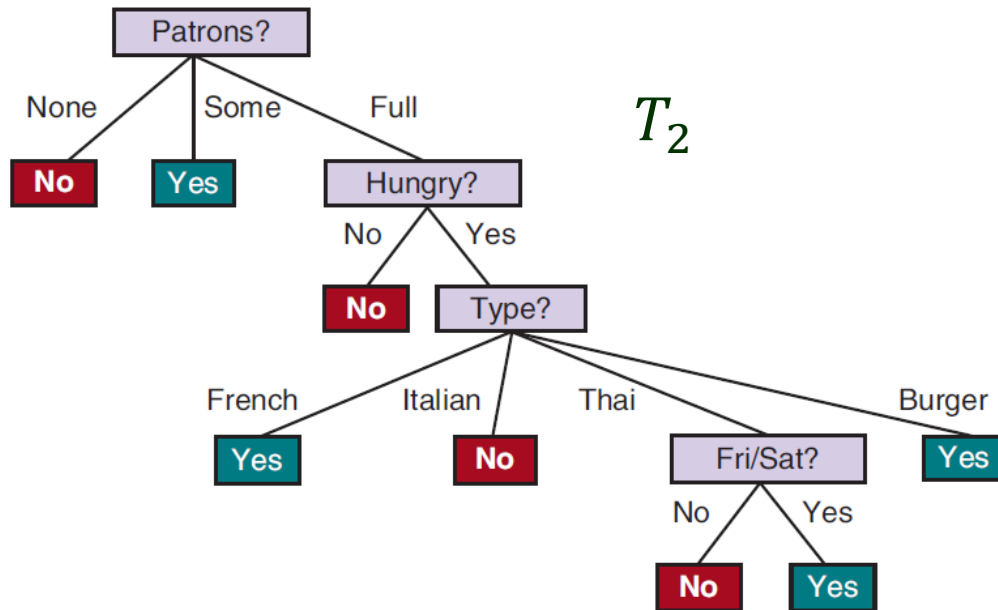 Patrons?
None Some Full
T₂
No Yes Hungry?
No Yes
No Type?
French Italian Thai Burger
Yes No Fri/Sat? Yes
No Yes
No Yes